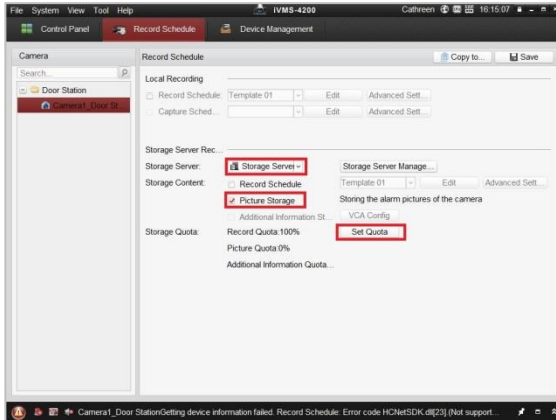 File System View Tool Help iVMS-4200 Cathreen 16:15:07
Control Panel Record Schedule Device Management
Camera
Search...
Door Station
Camera1_Door St...
Record Schedule Copy to... Save
Local Recording
Record Schedule: Template 01 Edit Advanced Sett...
Capture Sched... Edit Advanced Sett...
Storage Server Rec...
Storage Server: Storage Server Storage Server Manage...
Storage Content: Record Schedule Template 01 Edit Advanced Sett...
Picture Storage Storing the alarm pictures of the camera
Additional Information St... VCA Config
Storage Quota: Record Quota:100% Set Quota
Picture Quota:0%
Additional Information Quota...
Camera1_Door StationGetting device information failed. Record Schedule: Error code HCNetSDK.dll[23].(Not support...